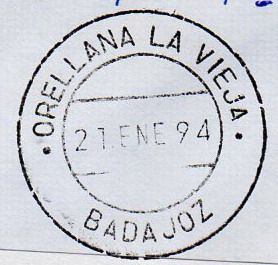 • ORELLANA LA VIEJA •
21. ENE 94
BADAJOZ